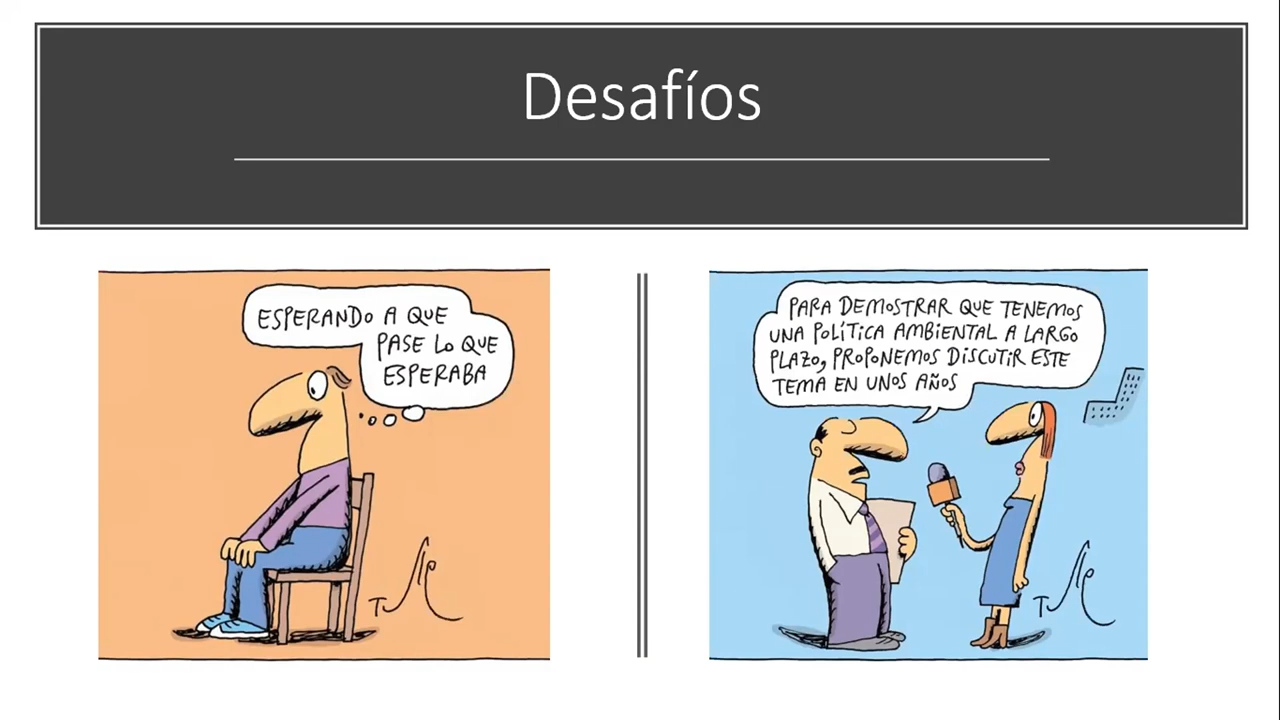 Desafíos
ESPERANDO A QUE
PASE LO QUE
ESPERABA
PARA DEMOSTRAR QUE TENEMOS
UNA POLÍTICA AMBIENTAL A LARGO
PLAZO, PROPONEMOS DISCUTIR ESTE
TEMA EN UNOS AÑOS